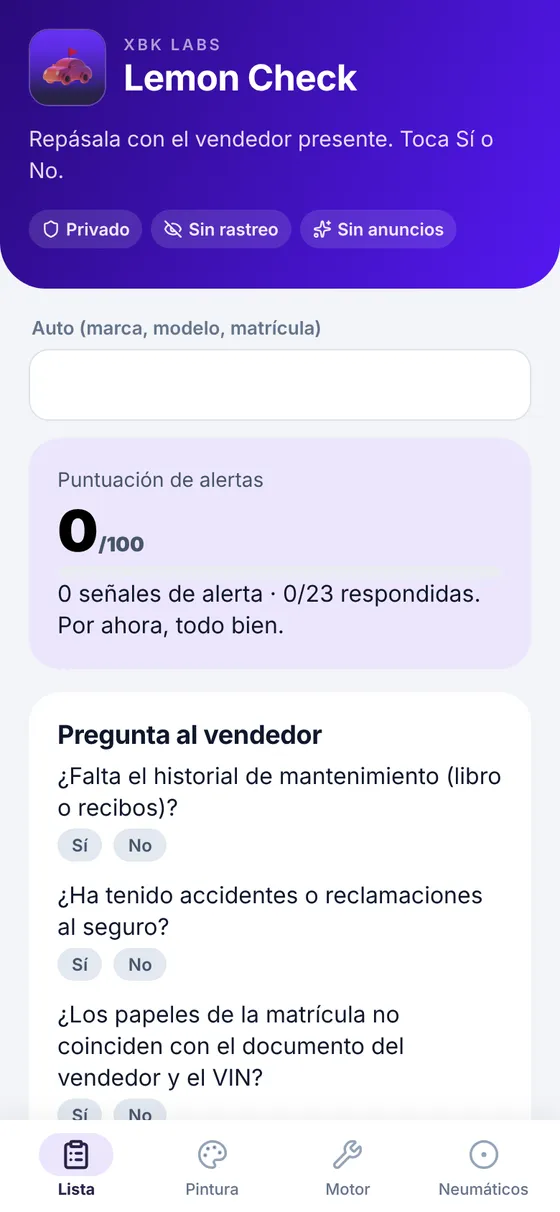 XBK LABS
Lemon Check
Repásala con el vendedor presente. Toca Sí o
No.
Privado
Sin rastreo
Sin anuncios
Auto (marca, modelo, matrícula)
Puntuación de alertas
0/100
0 señales de alerta · 0/23 respondidas.
Por ahora, todo bien.
Pregunta al vendedor
¿Falta el historial de mantenimiento (libro
o recibos)?
Sí No
¿Ha tenido accidentes o reclamaciones
al seguro?
Sí No
¿Los papeles de la matrícula no
coinciden con el documento del
vendedor y el VIN?
Sí No
Lista Pintura Motor Neumáticos